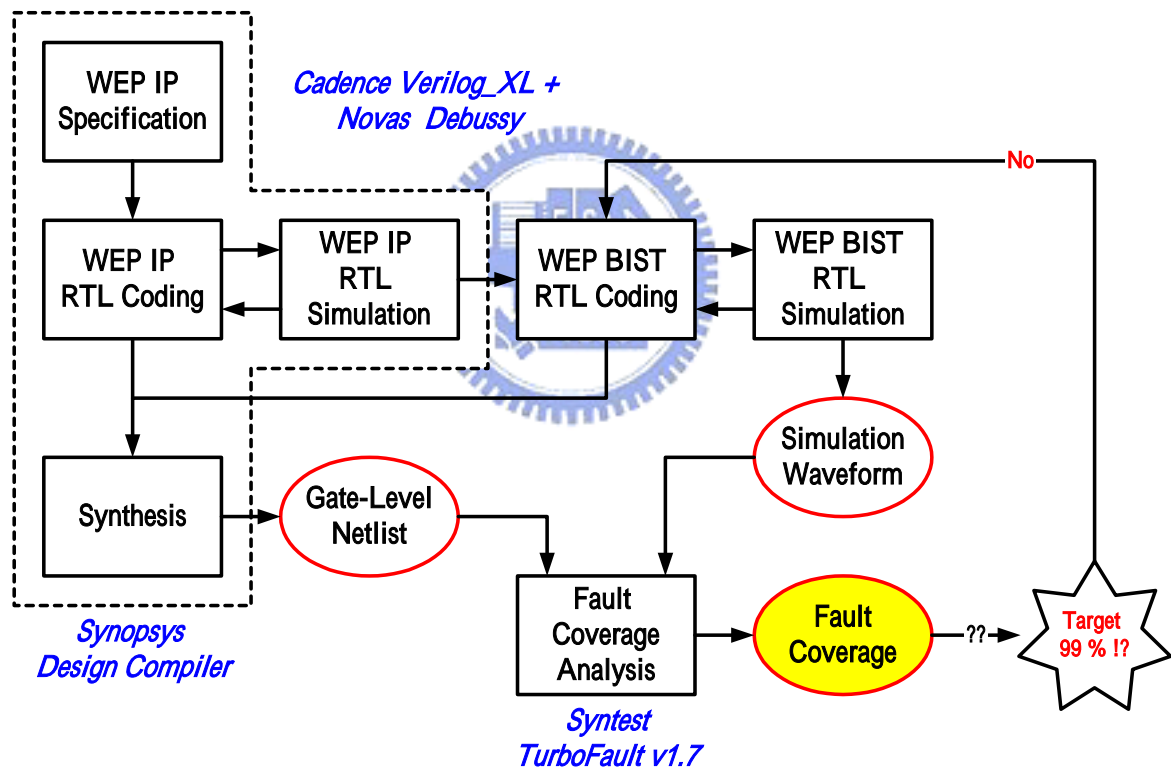 WEP IP
Specification
Cadence Verilog_XL +
Novas Debussy
No
WEP IP
RTL Coding
WEP IP
RTL
Simulation
WEP BIST
RTL Coding
WEP BIST
RTL
Simulation
Simulation
Waveform
Synthesis
Gate-Level
Netlist
Fault
Coverage
Analysis
Fault
Coverage
??
Target
99 % !?
Synopsys
Design Compiler
Syntest
TurboFault v1.7